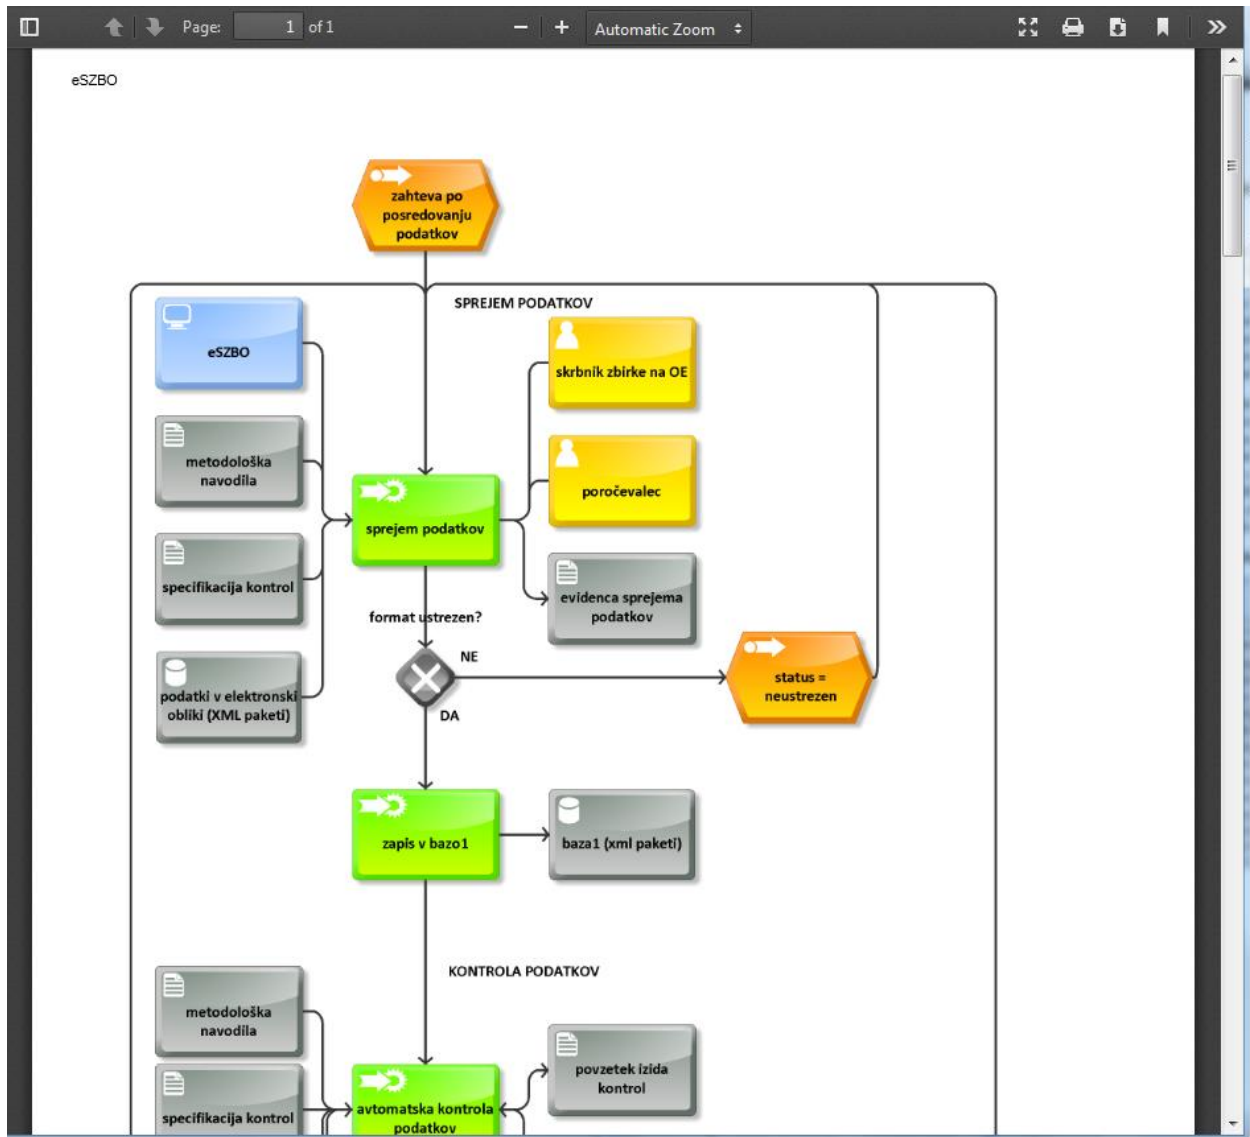 Page: 1 of 1
Automatic Zoom
eSZBO
zahteva po
posredovanju
podatkov
SPREJEM PODATKOV
eSZBO
skrbnik zbirke na OE
metodološka
navodila
poročevalec
sprejem podatkov
specifikacija kontrol
evidenca sprejema
podatkov
format ustrezen?
NE
status =
neustrezen
podatki v elektronski
obliki (XML paketi)
DA
zapis v bazo1
baza1 (xml paketi)
KONTROLA PODATKOV
metodološka
navodila
povzetek izida
kontrol
specifikacija kontrol
avtomatska kontrola
podatkov